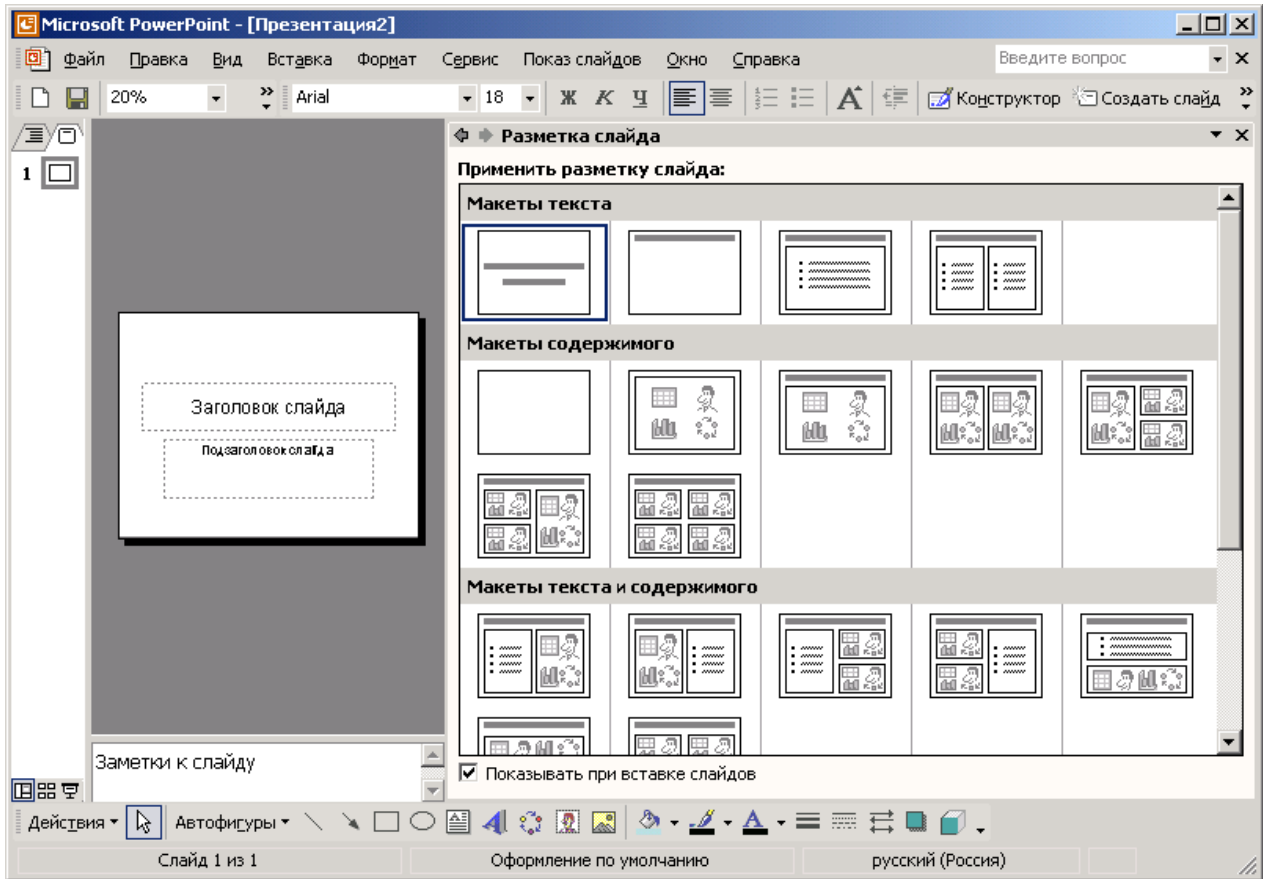 Microsoft PowerPoint - [Презентация2]
Файл Правка Вид Вставка Формат Сервис Показ слайдов Окно Справка Введите вопрос
20% Arial 18 Ж К Ч Конструктор Создать слайд
Разметка слайда
Применить разметку слайда:
1
Макеты текста
Макеты содержимого
Заголовок слайда
Подзаголовок слайда
Макеты текста и содержимого
Заметки к слайду
Показывать при вставке слайдов
Действия Автофигуры
Слайд 1 из 1 Оформление по умолчанию русский (Россия)